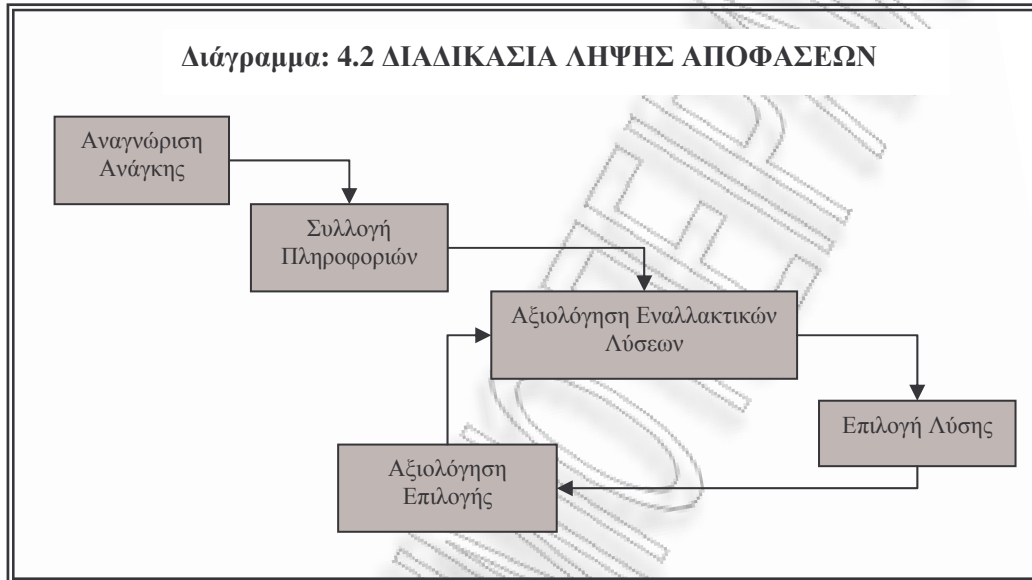 Διάγραμμα: 4.2 ΔΙΑΔΙΚΑΣΙΑ ΛΗΨΗΣ ΑΠΟΦΑΣΕΩΝ
Αναγνώριση
Ανάγκης
Συλλογή
Πληροφοριών
Αξιολόγηση Εναλλακτικών
Λύσεων
Επιλογή Λύσης
Αξιολόγηση
Επιλογής